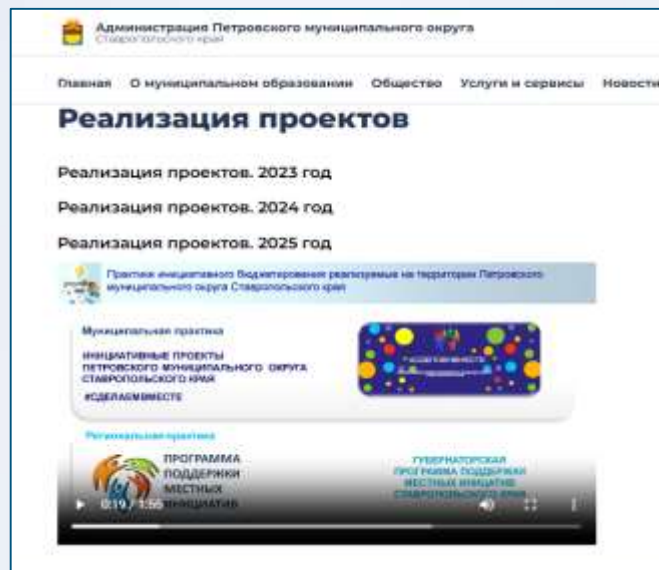 Администрация Петровского муниципального округа
Ставропольского края
Главная О муниципальном образовании Общество Услуги и сервисы Новости
Реализация проектов
Реализация проектов. 2023 год
Реализация проектов. 2024 год
Реализация проектов. 2025 год
Практики инициативного бюджетирования реализуемые на территории Петровского
муниципального округа Ставропольского края
Муниципальная практика
ИНИЦИАТИВНЫЕ ПРОЕКТЫ
ПЕТРОВСКОГО МУНИЦИПАЛЬНОГО ОКРУГА
СТАВРОПОЛЬСКОГО КРАЯ
#СДЕЛАЕМВМЕСТЕ
Региональная практика
ПРОГРАММА
ПОДДЕРЖКИ
МЕСТНЫХ
ИНИЦИАТИВ
ГУБЕРНАТОРСКАЯ
ПРОГРАММА ПОДДЕРЖКИ
МЕСТНЫХ ИНИЦИАТИВ
СТАВРОПОЛЬСКОГО КРАЯ
0:19 / 1:55